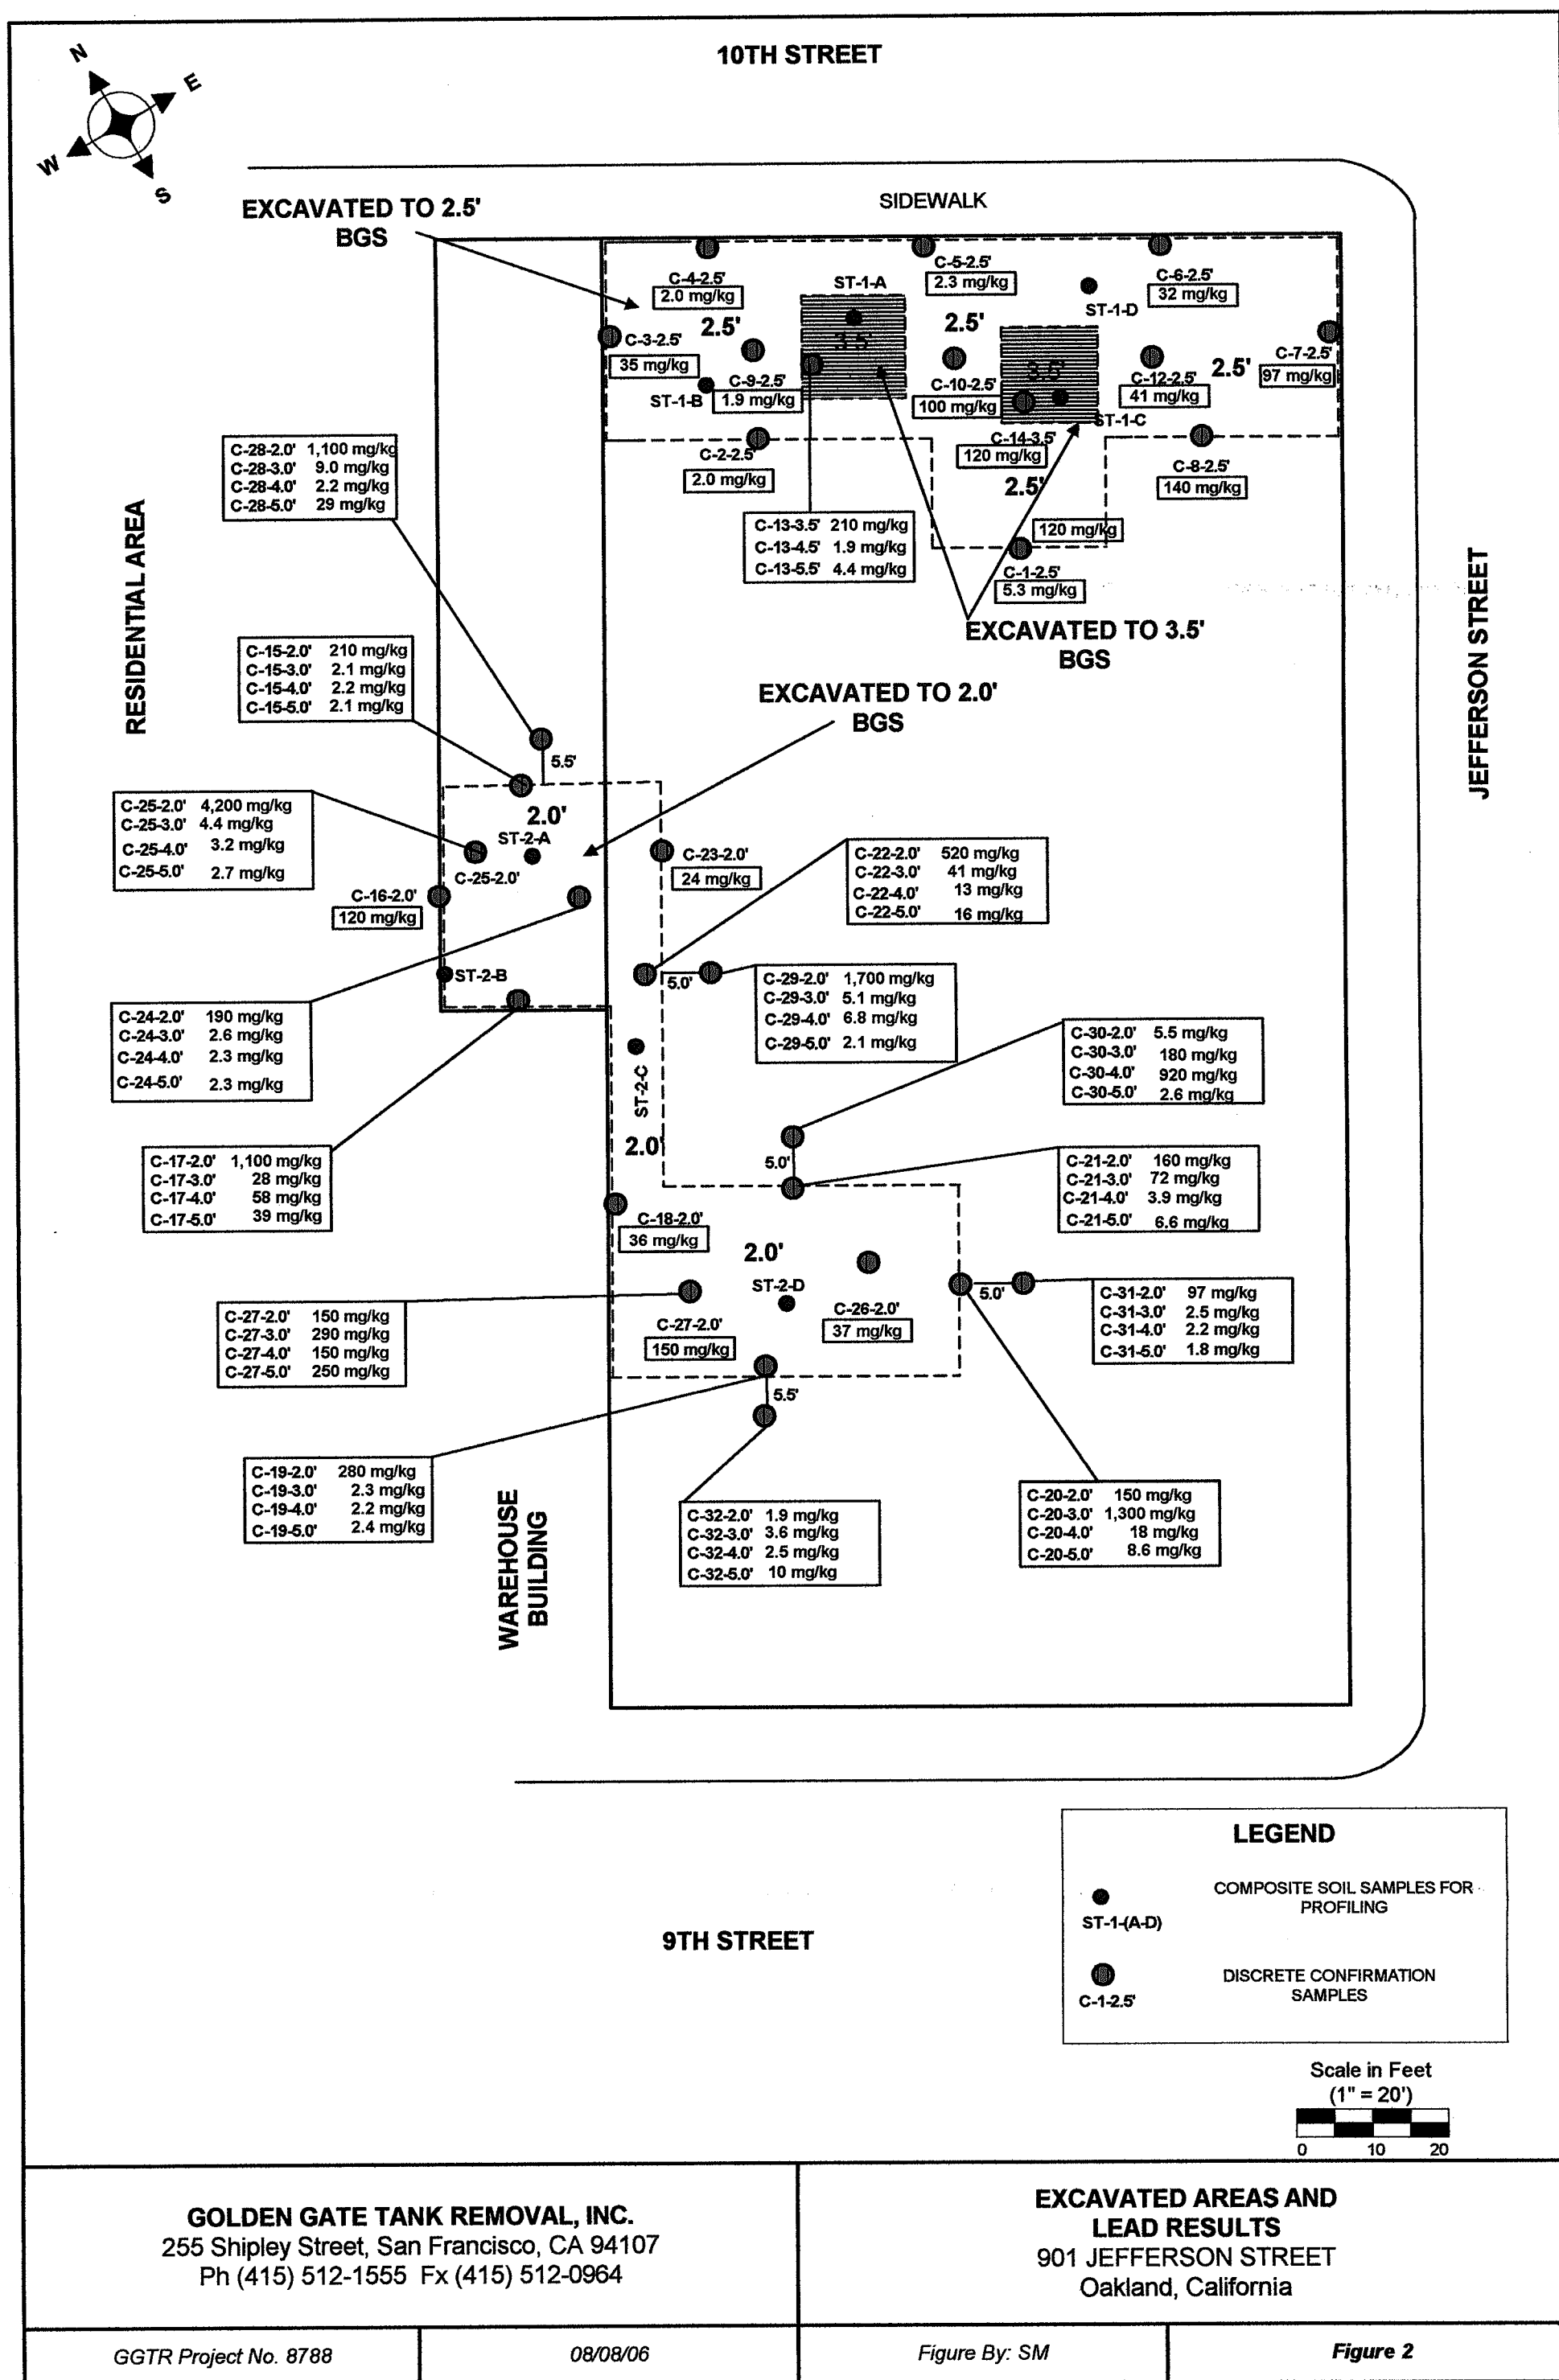 10TH STREET
N
E
W
S
SIDEWALK
EXCAVATED TO 2.5'
BGS
C-4-2.5'
2.0 mg/kg
ST-1-A
C-5-2.5'
2.3 mg/kg
C-6-2.5'
32 mg/kg
ST-1-D
2.5'
3.5'
2.5'
C-3-2.5'
35 mg/kg
ST-1-B
C-9-2.5'
1.9 mg/kg
C-10-2.5'
100 mg/kg
3.5'
C-12-2.5'
41 mg/kg
2.5'
C-7-2.5'
97 mg/kg
ST-1-C
C-14-3.5'
120 mg/kg
C-2-2.5'
2.0 mg/kg
2.5'
C-8-2.5'
140 mg/kg
C-28-2.0' 1,100 mg/kg
C-28-3.0' 9.0 mg/kg
C-28-4.0' 2.2 mg/kg
C-28-5.0' 29 mg/kg
C-13-3.5' 210 mg/kg
C-13-4.5' 1.9 mg/kg
C-13-5.5' 4.4 mg/kg
120 mg/kg
C-1-2.5'
5.3 mg/kg
EXCAVATED TO 3.5'
BGS
RESIDENTIAL AREA
JEFFERSON STREET
C-15-2.0' 210 mg/kg
C-15-3.0' 2.1 mg/kg
C-15-4.0' 2.2 mg/kg
C-15-5.0' 2.1 mg/kg
EXCAVATED TO 2.0'
BGS
5.5'
2.0'
C-25-2.0' 4,200 mg/kg
C-25-3.0' 4.4 mg/kg
C-25-4.0' 3.2 mg/kg
C-25-5.0' 2.7 mg/kg
ST-2-A
C-25-2.0'
C-16-2.0'
120 mg/kg
C-23-2.0'
24 mg/kg
C-22-2.0' 520 mg/kg
C-22-3.0' 41 mg/kg
C-22-4.0' 13 mg/kg
C-22-5.0' 16 mg/kg
ST-2-B
5.0'
C-29-2.0' 1,700 mg/kg
C-29-3.0' 5.1 mg/kg
C-29-4.0' 6.8 mg/kg
C-29-5.0' 2.1 mg/kg
C-24-2.0' 190 mg/kg
C-24-3.0' 2.6 mg/kg
C-24-4.0' 2.3 mg/kg
C-24-5.0' 2.3 mg/kg
ST-2-C
C-30-2.0' 5.5 mg/kg
C-30-3.0' 180 mg/kg
C-30-4.0' 920 mg/kg
C-30-5.0' 2.6 mg/kg
2.0'
5.0'
C-17-2.0' 1,100 mg/kg
C-17-3.0' 28 mg/kg
C-17-4.0' 58 mg/kg
C-17-5.0' 39 mg/kg
C-21-2.0' 160 mg/kg
C-21-3.0' 72 mg/kg
C-21-4.0' 3.9 mg/kg
C-21-5.0' 6.6 mg/kg
C-18-2.0'
36 mg/kg
2.0'
ST-2-D
C-26-2.0'
37 mg/kg
5.0'
C-31-2.0' 97 mg/kg
C-31-3.0' 2.5 mg/kg
C-31-4.0' 2.2 mg/kg
C-31-5.0' 1.8 mg/kg
C-27-2.0' 150 mg/kg
C-27-3.0' 290 mg/kg
C-27-4.0' 150 mg/kg
C-27-5.0' 250 mg/kg
C-27-2.0'
150 mg/kg
5.5'
C-19-2.0' 280 mg/kg
C-19-3.0' 2.3 mg/kg
C-19-4.0' 2.2 mg/kg
C-19-5.0' 2.4 mg/kg
WAREHOUSE
BUILDING
C-32-2.0' 1.9 mg/kg
C-32-3.0' 3.6 mg/kg
C-32-4.0' 2.5 mg/kg
C-32-5.0' 10 mg/kg
C-20-2.0' 150 mg/kg
C-20-3.0' 1,300 mg/kg
C-20-4.0' 18 mg/kg
C-20-5.0' 8.6 mg/kg
9TH STREET
LEGEND
COMPOSITE SOIL SAMPLES FOR
PROFILING
ST-1-(A-D)
DISCRETE CONFIRMATION
SAMPLES
C-1-2.5'
Scale in Feet
(1" = 20')
0 10 20
GOLDEN GATE TANK REMOVAL, INC.
255 Shipley Street, San Francisco, CA 94107
Ph (415) 512-1555 Fx (415) 512-0964
EXCAVATED AREAS AND
LEAD RESULTS
901 JEFFERSON STREET
Oakland, California
GGTR Project No. 8788
08/08/06
Figure By: SM
Figure 2